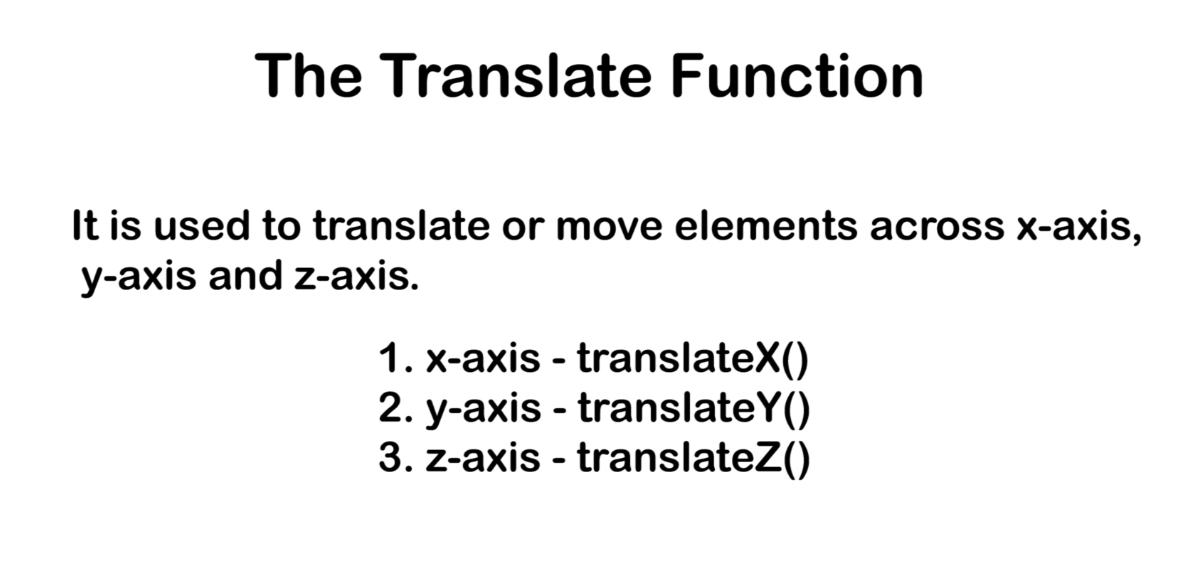 The Translate Function
It is used to translate or move elements across x-axis,
y-axis and z-axis.
1. x-axis - translateX()
2. y-axis - translateY()
3. z-axis - translateZ()